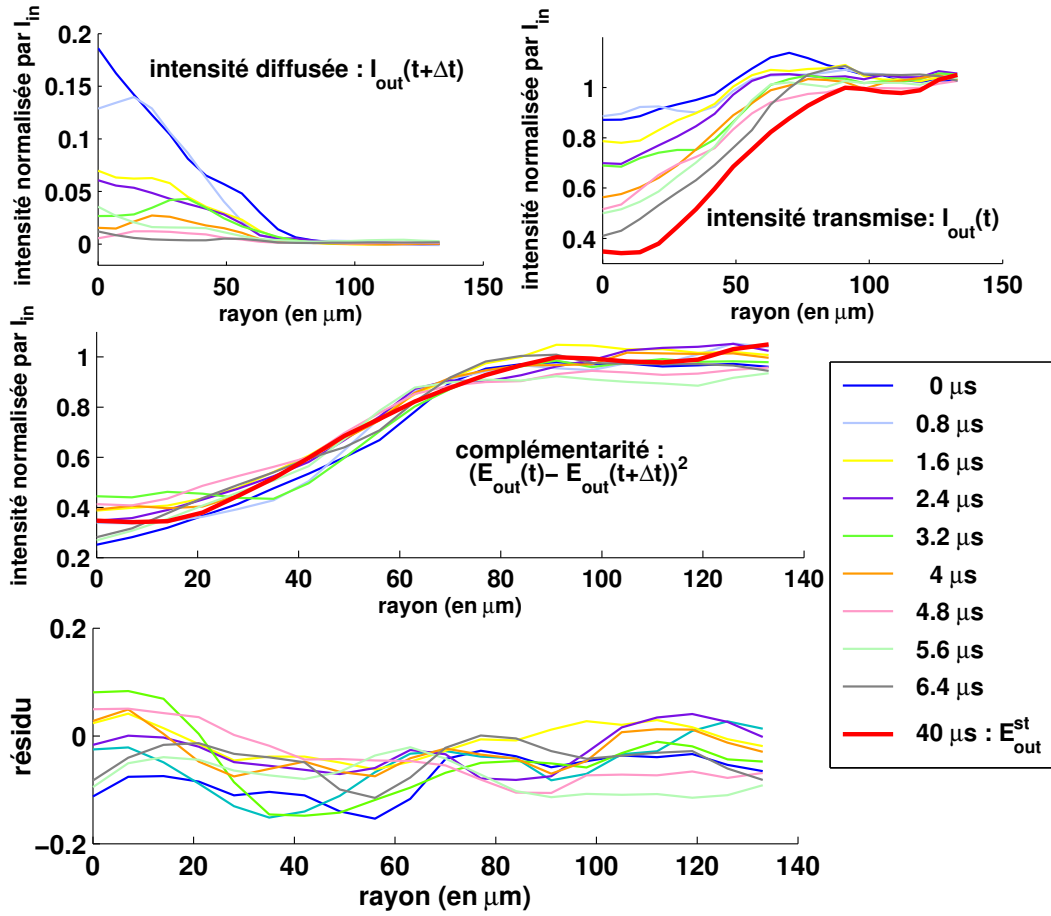 intensité normalisée par I_in
0.2
0.15
0.1
0.05
0
intensité diffusée : I_out(t+Δt)
0 50 100 150
rayon (en μm)
intensité normalisée par I_in
1
0.8
0.6
0.4
intensité transmise: I_out(t)
0 50 100 150
rayon (en μm)
intensité normalisée par I_in
1
0.8
0.6
0.4
0.2
complémentarité :
(E_out(t)− E_out(t+Δt))²
0 20 40 60 80 100 120 140
rayon (en μm)
résidu
0.2
0
−0.2
0 20 40 60 80 100 120 140
rayon (en μm)
0 μs
0.8 μs
1.6 μs
2.4 μs
3.2 μs
4 μs
4.8 μs
5.6 μs
6.4 μs
40 μs : E_out^st